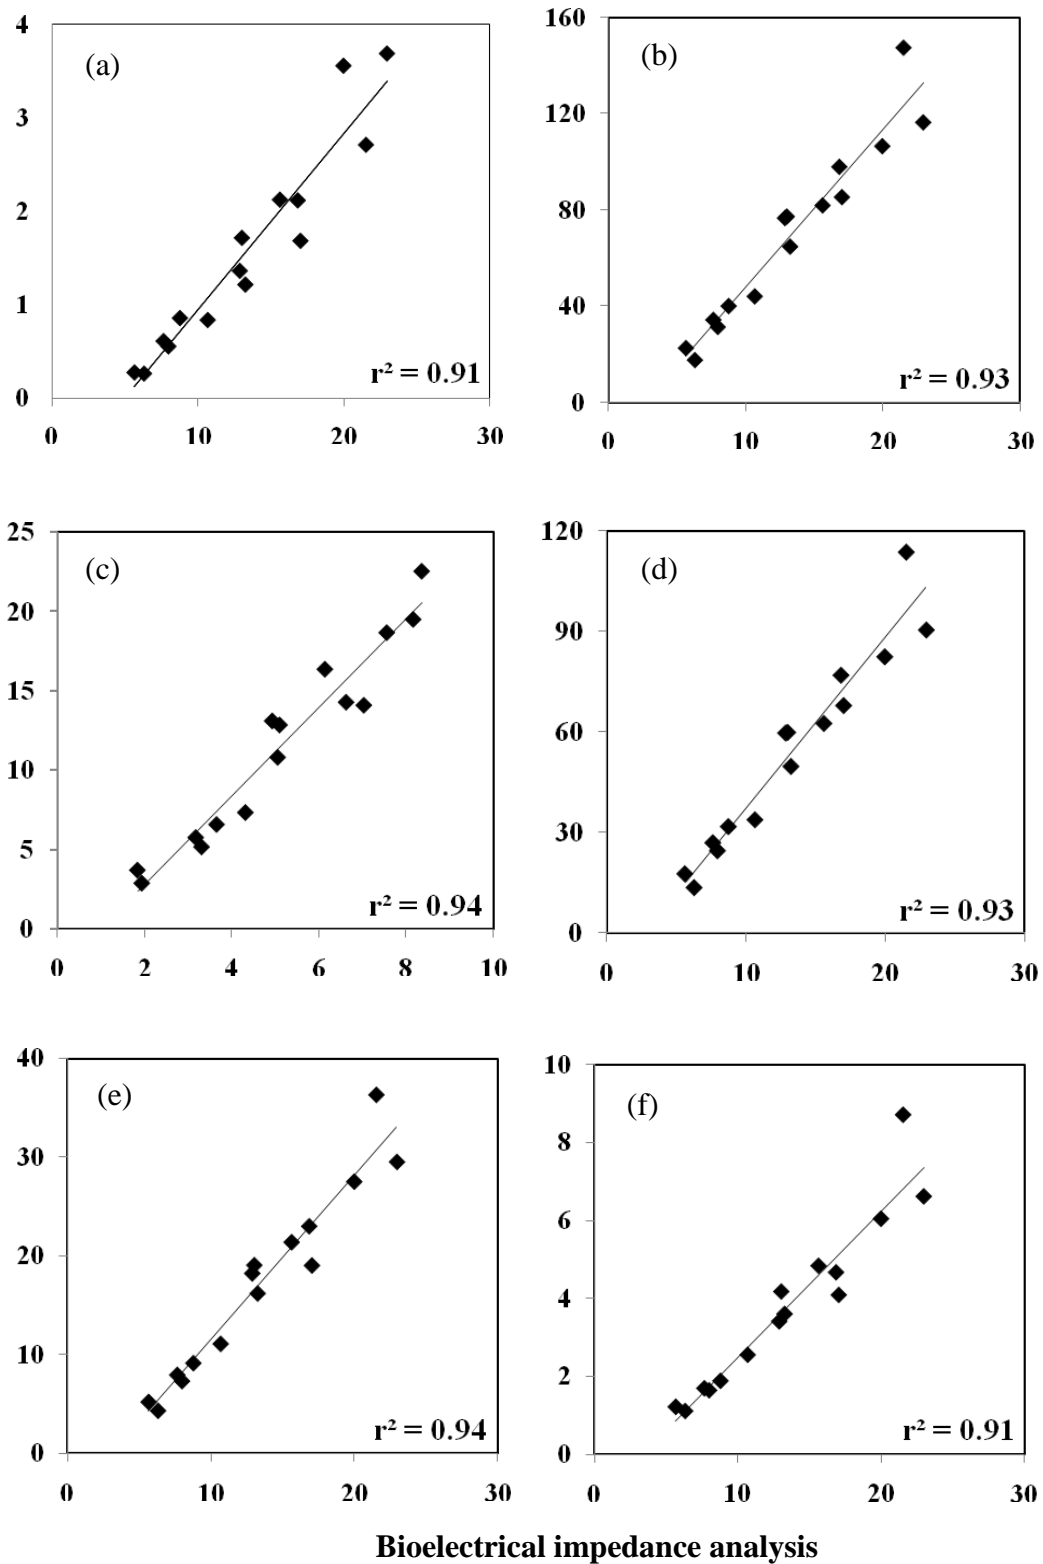 4
(a)
3
2
1
r² = 0.91
0
0 10 20 30
160
(b)
120
80
40
r² = 0.93
0
0 10 20 30
25
(c)
20
15
10
5
r² = 0.94
0
0 2 4 6 8 10
120
(d)
90
60
30
r² = 0.93
0
0 10 20 30
40
(e)
30
20
10
r² = 0.94
0
0 10 20 30
10
(f)
8
6
4
2
r² = 0.91
0
0 10 20 30
Bioelectrical impedance analysis